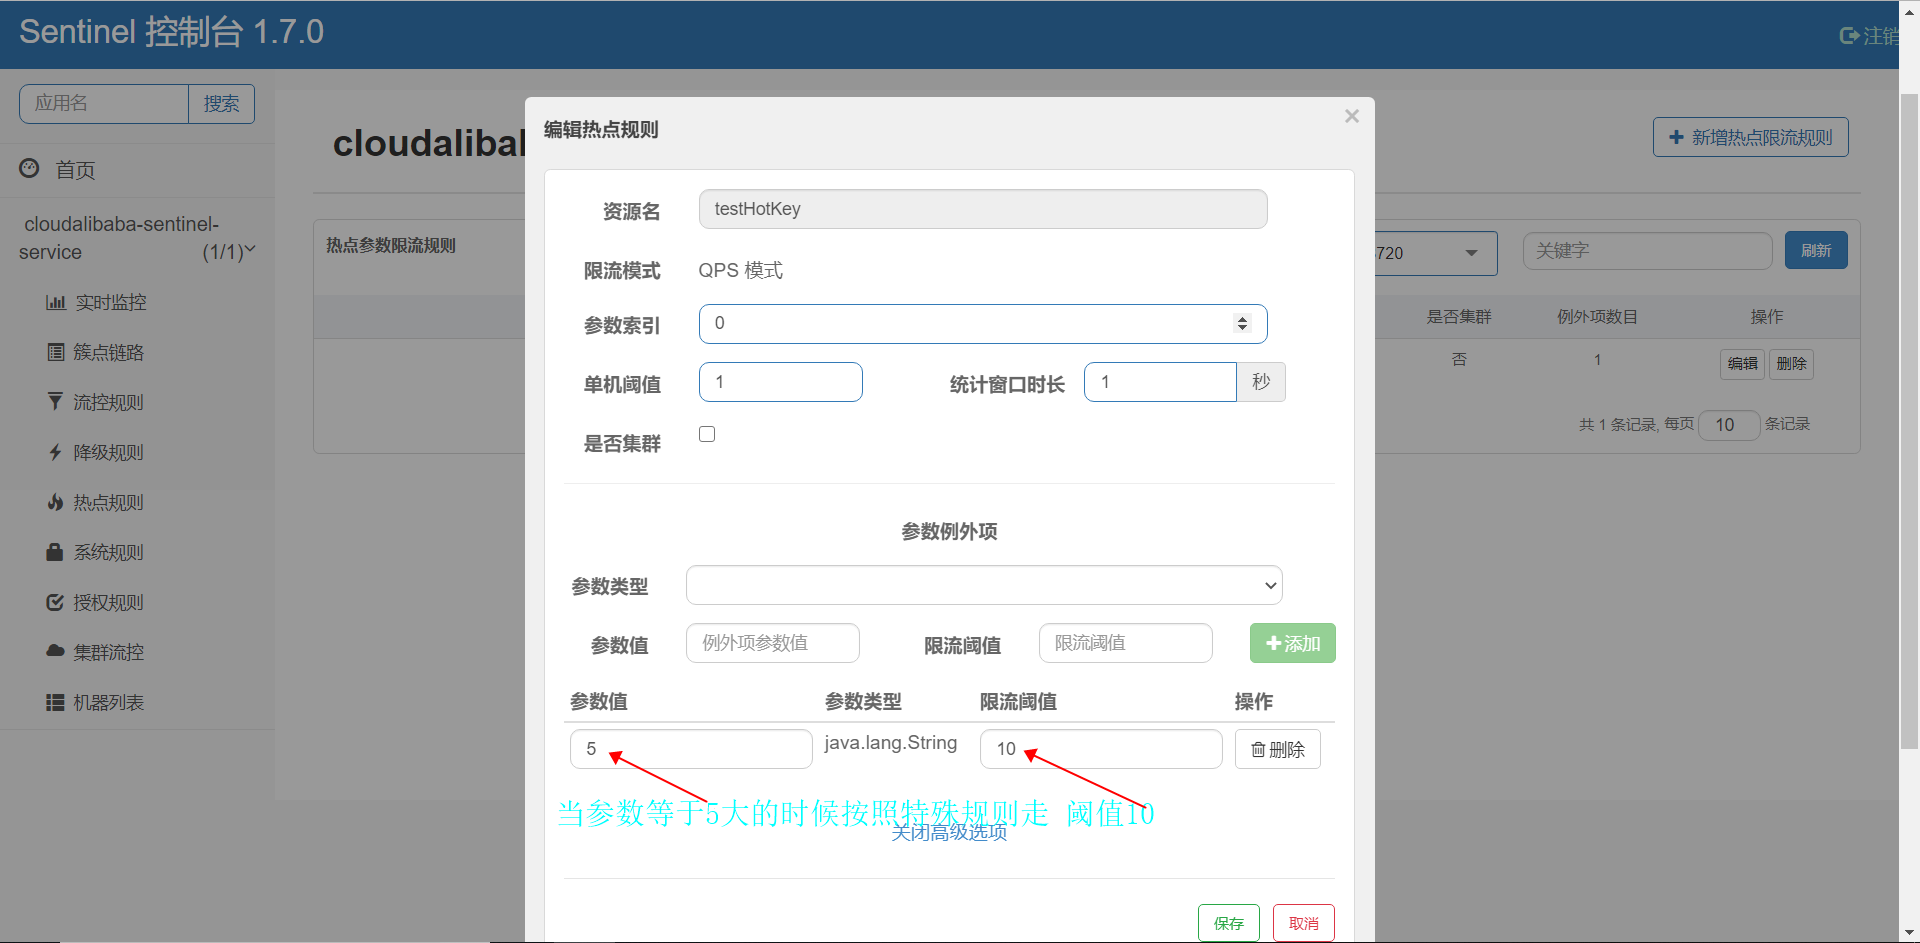 Sentinel 控制台 1.7.0
注销
应用名 搜索
首页
cloudalibaba-sentinel-
service (1/1)
实时监控
簇点链路
流控规则
降级规则
热点规则
系统规则
授权规则
集群流控
机器列表
cloudalibal
新增热点限流规则
热点参数限流规则
720 关键字 刷新
是否集群 例外项数目 操作
否 1 编辑 删除
共 1 条记录, 每页 10 条记录
编辑热点规则 ×
资源名 testHotKey
限流模式 QPS 模式
参数索引 0
单机阈值 1 统计窗口时长 1 秒
是否集群
参数例外项
参数类型
参数值 例外项参数值 限流阈值 限流阈值 添加
参数值 参数类型 限流阈值 操作
5 java.lang.String 10 删除
当参数等于5大的时候按照特殊规则走 阈值10
关闭高级选项
保存 取消